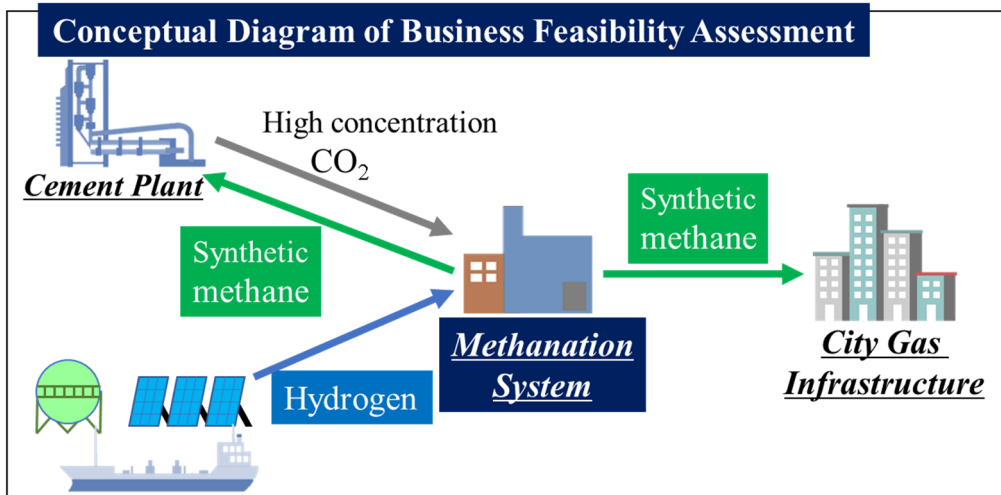 Conceptual Diagram of Business Feasibility Assessment
High concentration
CO₂
Cement Plant
Synthetic
methane
Synthetic
methane
Methanation
System
City Gas
Infrastructure
Hydrogen